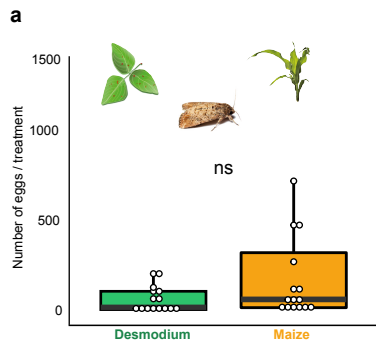 a
1500
1000
500
0
Number of eggs / treatment
ns
Desmodium
Maize